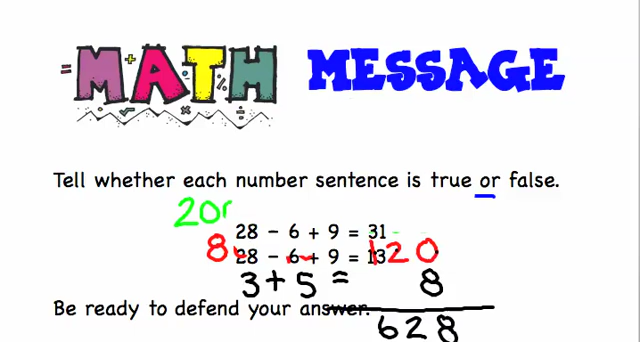 MATH MESSAGE
Tell whether each number sentence is true or false.
20
28 - 6 + 9 = 31
8 28 - 6 + 9 = 13 120
3 + 5 = 8
Be ready to defend your answer.
628